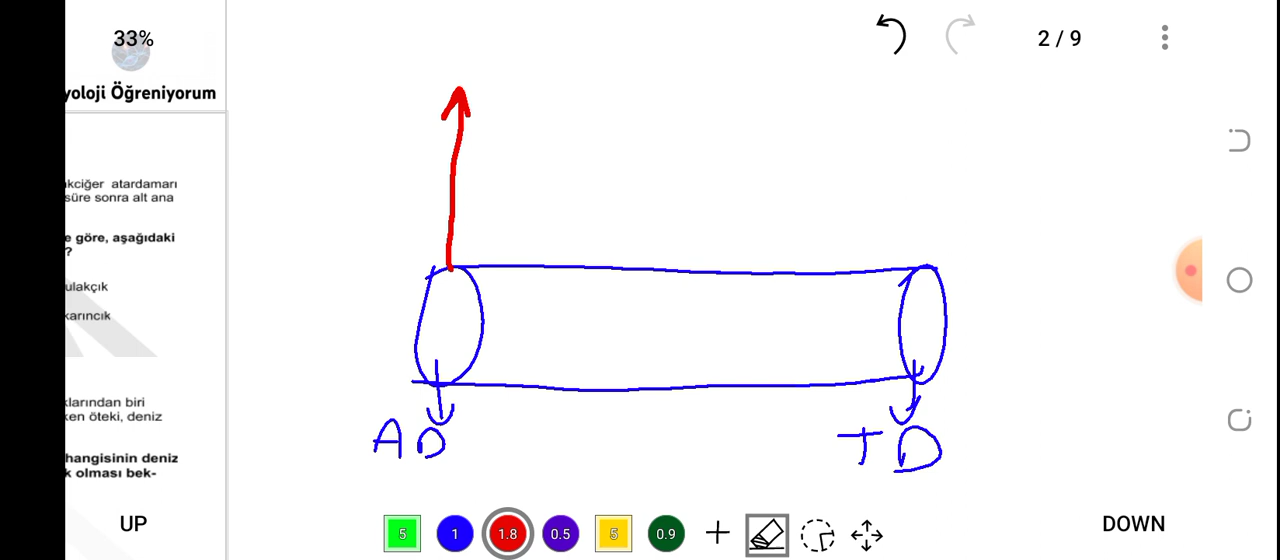 33%
2 / 9
yoloji Öğreniyorum
akciğer atardamarı
süre sonra alt ana
e göre, aşağıdaki
?
ulakçık
karıncık
klarından biri
ken öteki, deniz
hangisinin deniz
k olması bek-
AD
TD
UP
5
1
1.8
0.5
5
0.9
DOWN